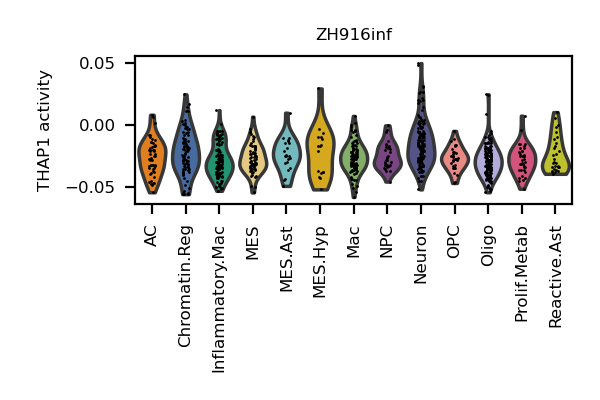 ZH916inf
THAP1 activity
0.05
0.00
−0.05
AC
Chromatin.Reg
Inflammatory.Mac
MES
MES.Ast
MES.Hyp
Mac
NPC
Neuron
OPC
Oligo
Prolif.Metab
Reactive.Ast